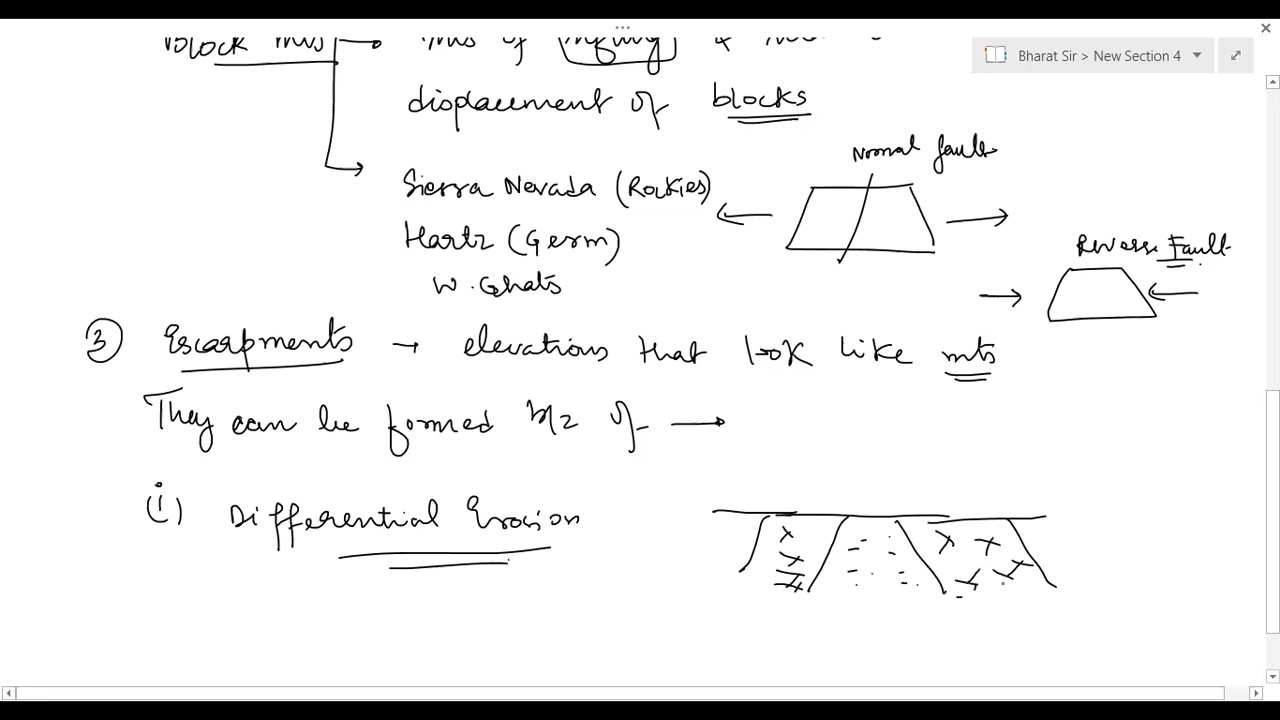 Block mts → of &
displacement of blocks
Normal fault
Sierra Nevada (Rockies)
Hartz (Germ)
Reverse Fault
W. Ghats
③ Escarpments → elevations that look like mts
They can be formed b/z of →
(i) Differential Erosion
Bharat Sir > New Section 4